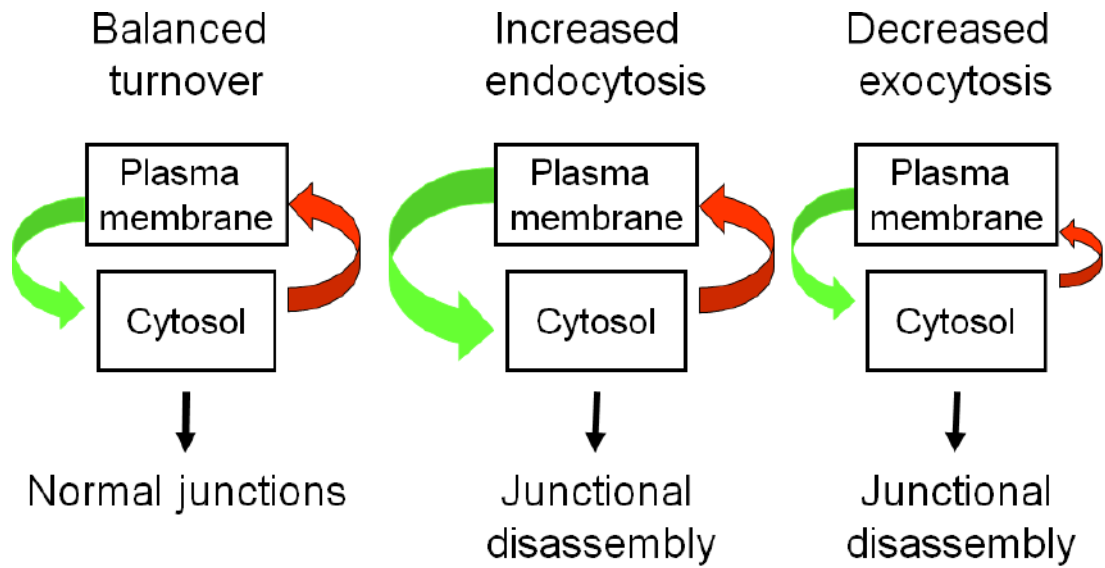 Balanced
turnover
Plasma
membrane
Cytosol
Normal junctions
Increased
endocytosis
Plasma
membrane
Cytosol
Junctional
disassembly
Decreased
exocytosis
Plasma
membrane
Cytosol
Junctional
disassembly